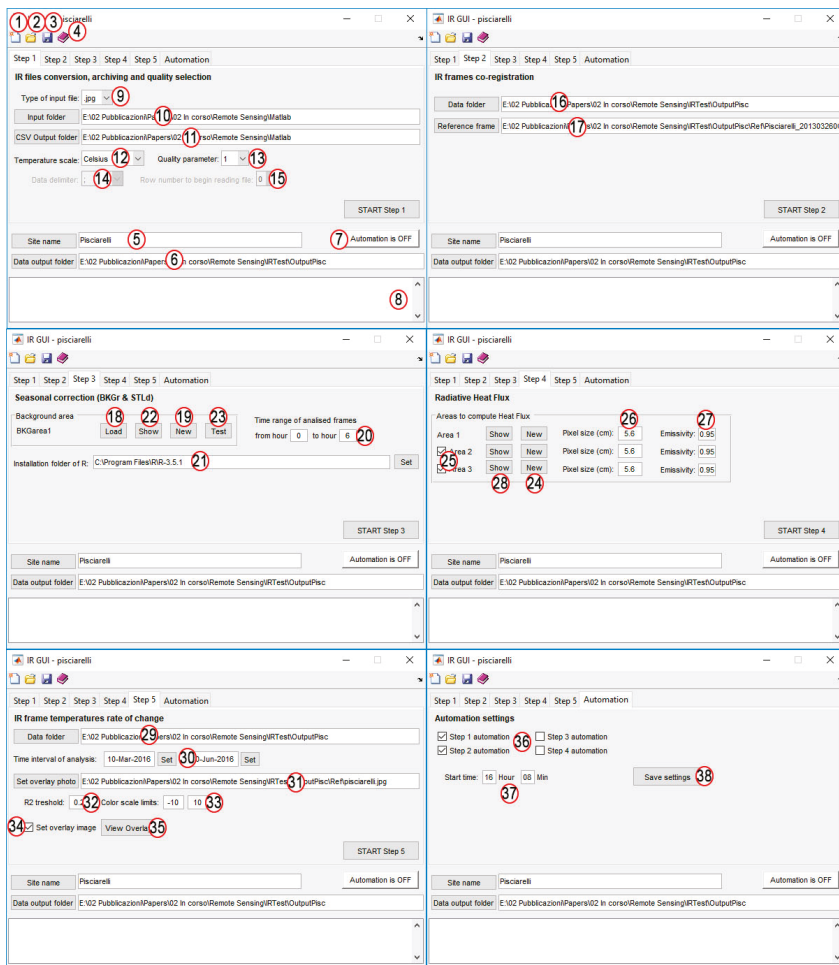 1 2 3 pisciarelli
4
Step 1 Step 2 Step 3 Step 4 Step 5 Automation
IR files conversion, archiving and quality selection
Type of input file: .jpg 9
Input folder E:\02 Pubblicazioni\Pa 10 02 In corso\Remote Sensing\Matlab
CSV Output folder E:\02 Pubblicazioni\Papers\02 11 rso\Remote Sensing\Matlab
Temperature scale: Celsius 12 Quality parameter: 1 13
Data delimiter: ; 14 Row number to begin reading file: 0 15
START Step 1
Site name Pisciarelli 5 7 Automation is OFF
Data output folder E:\02 Pubblicazioni\Papers 6 n corso\Remote Sensing\IRTest\OutputPisc
8
IR GUI - pisciarelli
Step 1 Step 2 Step 3 Step 4 Step 5 Automation
IR frames co-registration
Data folder E:\02 Pubblicaz 16 Papers\02 In corso\Remote Sensing\IRTest\OutputPisc
Reference frame E:\02 Pubblicazioni\ 17 s\02 In corso\Remote Sensing\IRTest\OutputPisc\Ref\Pisciarelli_2013032600
START Step 2
Site name Pisciarelli Automation is OFF
Data output folder E:\02 Pubblicazioni\Papers\02 In corso\Remote Sensing\IRTest\OutputPisc
IR GUI - pisciarelli
Step 1 Step 2 Step 3 Step 4 Step 5 Automation
Seasonal correction (BKGr & STLd)
Background area 18 22 19 23
BKGarea1 Load Show New Test
Time range of analised frames
from hour 0 to hour 6 20
Installation folder of R: C:\Program Files\R\R-3.5.1 21 Set
START Step 3
Site name Pisciarelli Automation is OFF
Data output folder E:\02 Pubblicazioni\Papers\02 In corso\Remote Sensing\IRTest\OutputPisc
IR GUI - pisciarelli
Step 1 Step 2 Step 3 Step 4 Step 5 Automation
Radiative Heat Flux
Areas to compute Heat Flux 26 27
Area 1 Show New Pixel size (cm): 5.6 Emissivity: 0.95
Area 2 Show New Pixel size (cm): 5.6 Emissivity: 0.95
25
Area 3 Show New Pixel size (cm): 5.6 Emissivity: 0.95
28 24
START Step 4
Site name Pisciarelli Automation is OFF
Data output folder E:\02 Pubblicazioni\Papers\02 In corso\Remote Sensing\IRTest\OutputPisc
IR GUI - pisciarelli
Step 1 Step 2 Step 3 Step 4 Step 5 Automation
IR frame temperatures rate of change
Data folder E:\02 Pubblicazioni 29 ers\02 In corso\Remote Sensing\IRTest\OutputPisc
Time interval of analysis: 10-Mar-2016 Set 30 0-Jun-2016 Set
Set overlay photo E:\02 Pubblicazioni\Papers\02 In corso\Remote Sensing\IRTes 31 utPisc\Ref\pisciarelli.jpg
R2 treshold: 0.2 32 Color scale limits: -10 10 33
34 Set overlay image View Overla 35
START Step 5
Site name Pisciarelli Automation is OFF
Data output folder E:\02 Pubblicazioni\Papers\02 In corso\Remote Sensing\IRTest\OutputPisc
IR GUI - pisciarelli
Step 1 Step 2 Step 3 Step 4 Step 5 Automation
Automation settings
Step 1 automation 36 Step 3 automation
Step 2 automation Step 4 automation
Start time: 16 Hour 08 Min Save settings 38
37
Site name Pisciarelli Automation is OFF
Data output folder E:\02 Pubblicazioni\Papers\02 In corso\Remote Sensing\IRTest\OutputPisc